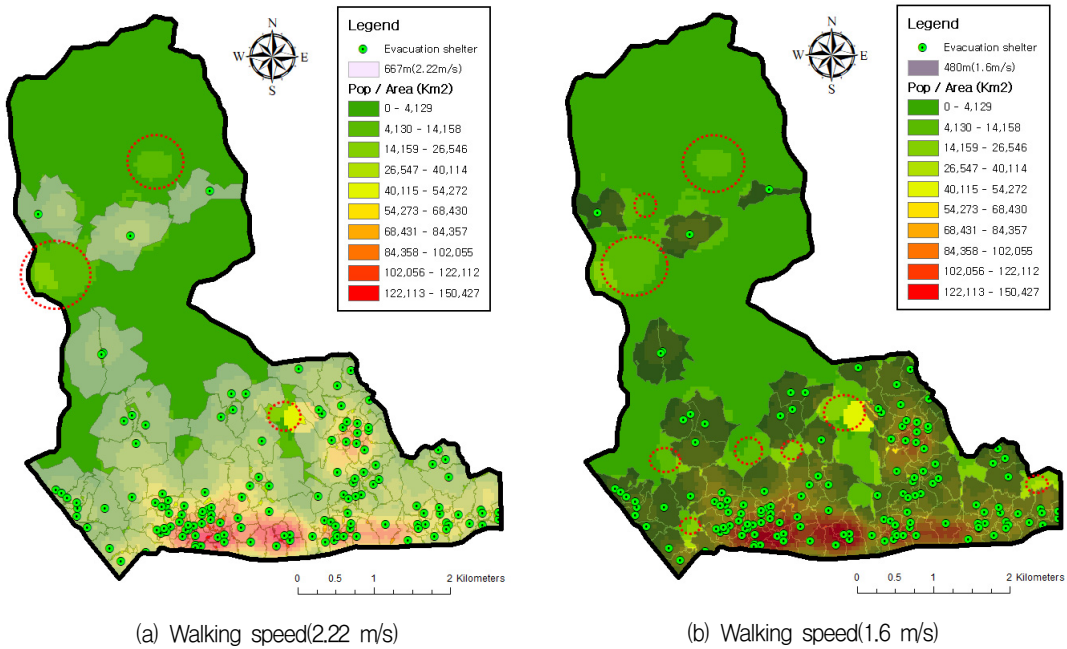 N
W E
S
Legend
Evacuation shelter
667m(2.22m/s)
Pop / Area (Km2)
0 - 4,129
4,130 - 14,158
14,159 - 26,546
26,547 - 40,114
40,115 - 54,272
54,273 - 68,430
68,431 - 84,357
84,358 - 102,055
102,056 - 122,112
122,113 - 150,427
0 0.5 1 2 Kilometers
(a) Walking speed(2.22 m/s)
N
W E
S
Legend
Evacuation shelter
480m(1.6m/s)
Pop / Area (Km2)
0 - 4,129
4,130 - 14,158
14,159 - 26,546
26,547 - 40,114
40,115 - 54,272
54,273 - 68,430
68,431 - 84,357
84,358 - 102,055
102,056 - 122,112
122,113 - 150,427
0 0.5 1 2 Kilometers
(b) Walking speed(1.6 m/s)